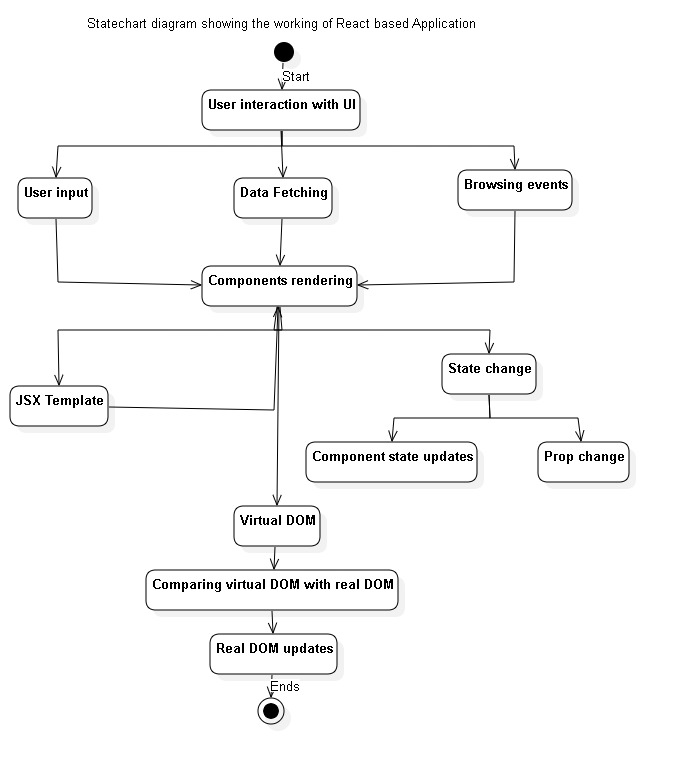 Statechart diagram showing the working of React based Application
Start
User interaction with UI
User input
Data Fetching
Browsing events
Components rendering
State change
JSX Template
Component state updates
Prop change
Virtual DOM
Comparing virtual DOM with real DOM
Real DOM updates
Ends